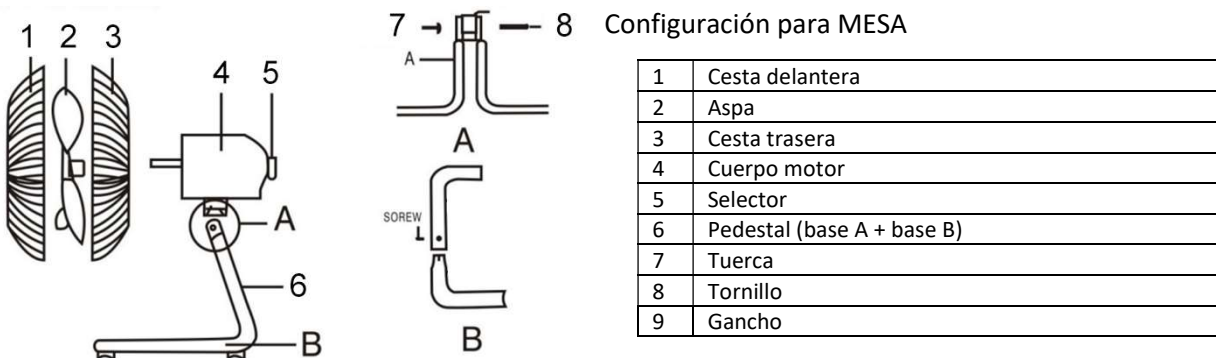 Configuración para MESA
1 2 3
4 5
A
6
B
7 8
A
A
SOREW
B
1 Cesta delantera
2 Aspa
3 Cesta trasera
4 Cuerpo motor
5 Selector
6 Pedestal (base A + base B)
7 Tuerca
8 Tornillo
9 Gancho